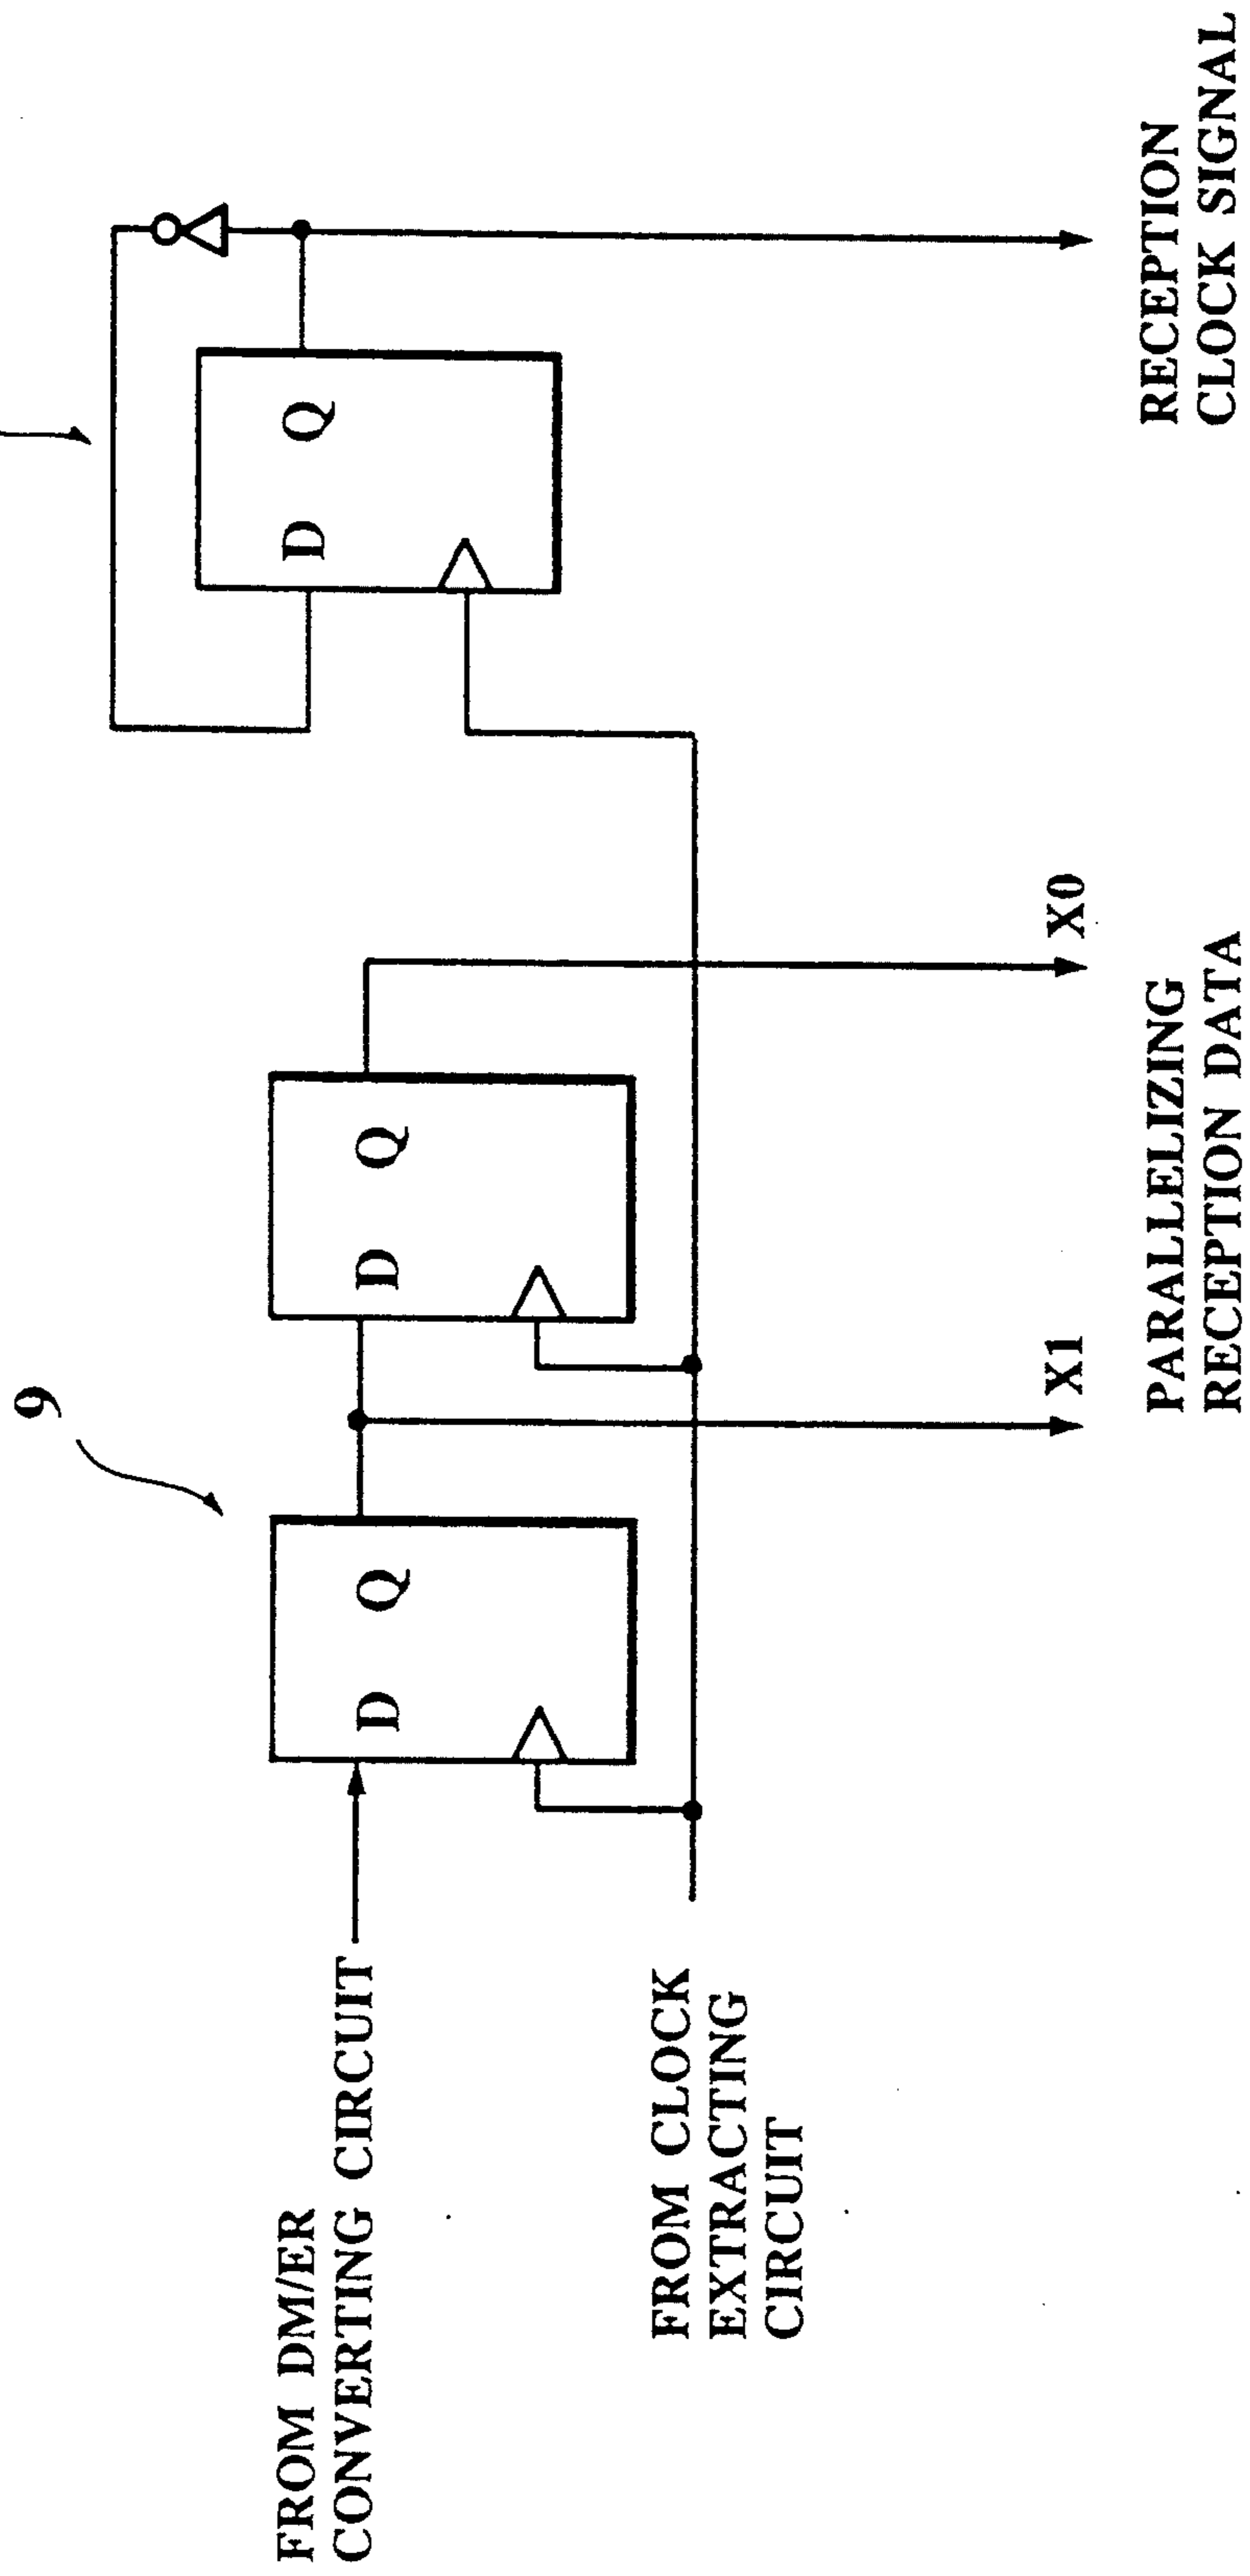 9
D Q
D Q
D Q
FROM DM/ER
CONVERTING CIRCUIT
FROM CLOCK
EXTRACTING
CIRCUIT
X1
X0
PARALLELIZING
RECEPTION DATA
RECEPTION
CLOCK SIGNAL